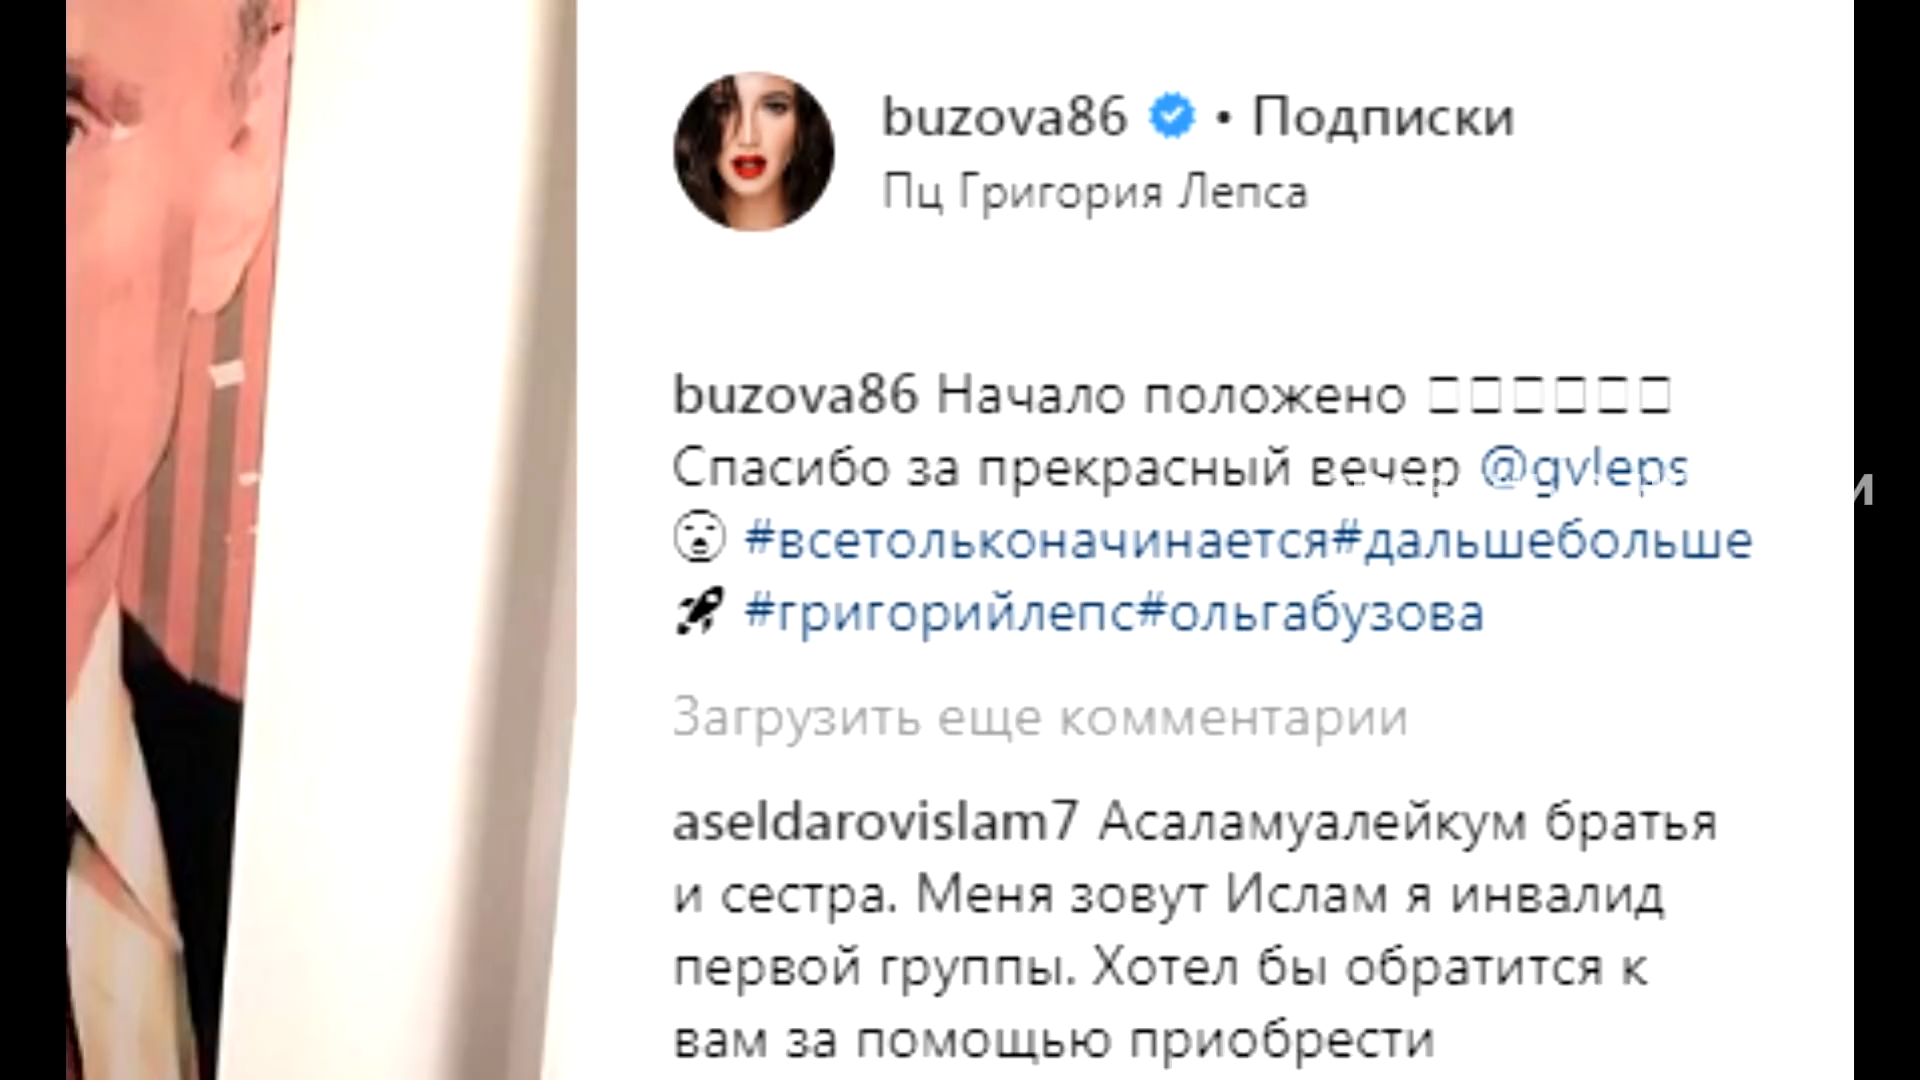 buzova86 • Подписки
Пц Григория Лепса
buzova86 Начало положено
Спасибо за прекрасный вечер @gvleps
#всетольконачинается#дальшебольше
#григорийлепс#ольгабузова
Загрузить еще комментарии
aseldarovislam7 Асаламуалейкум братья
и сестра. Меня зовут Ислам я инвалид
первой группы. Хотел бы обратится к
вам за помощью приобрести